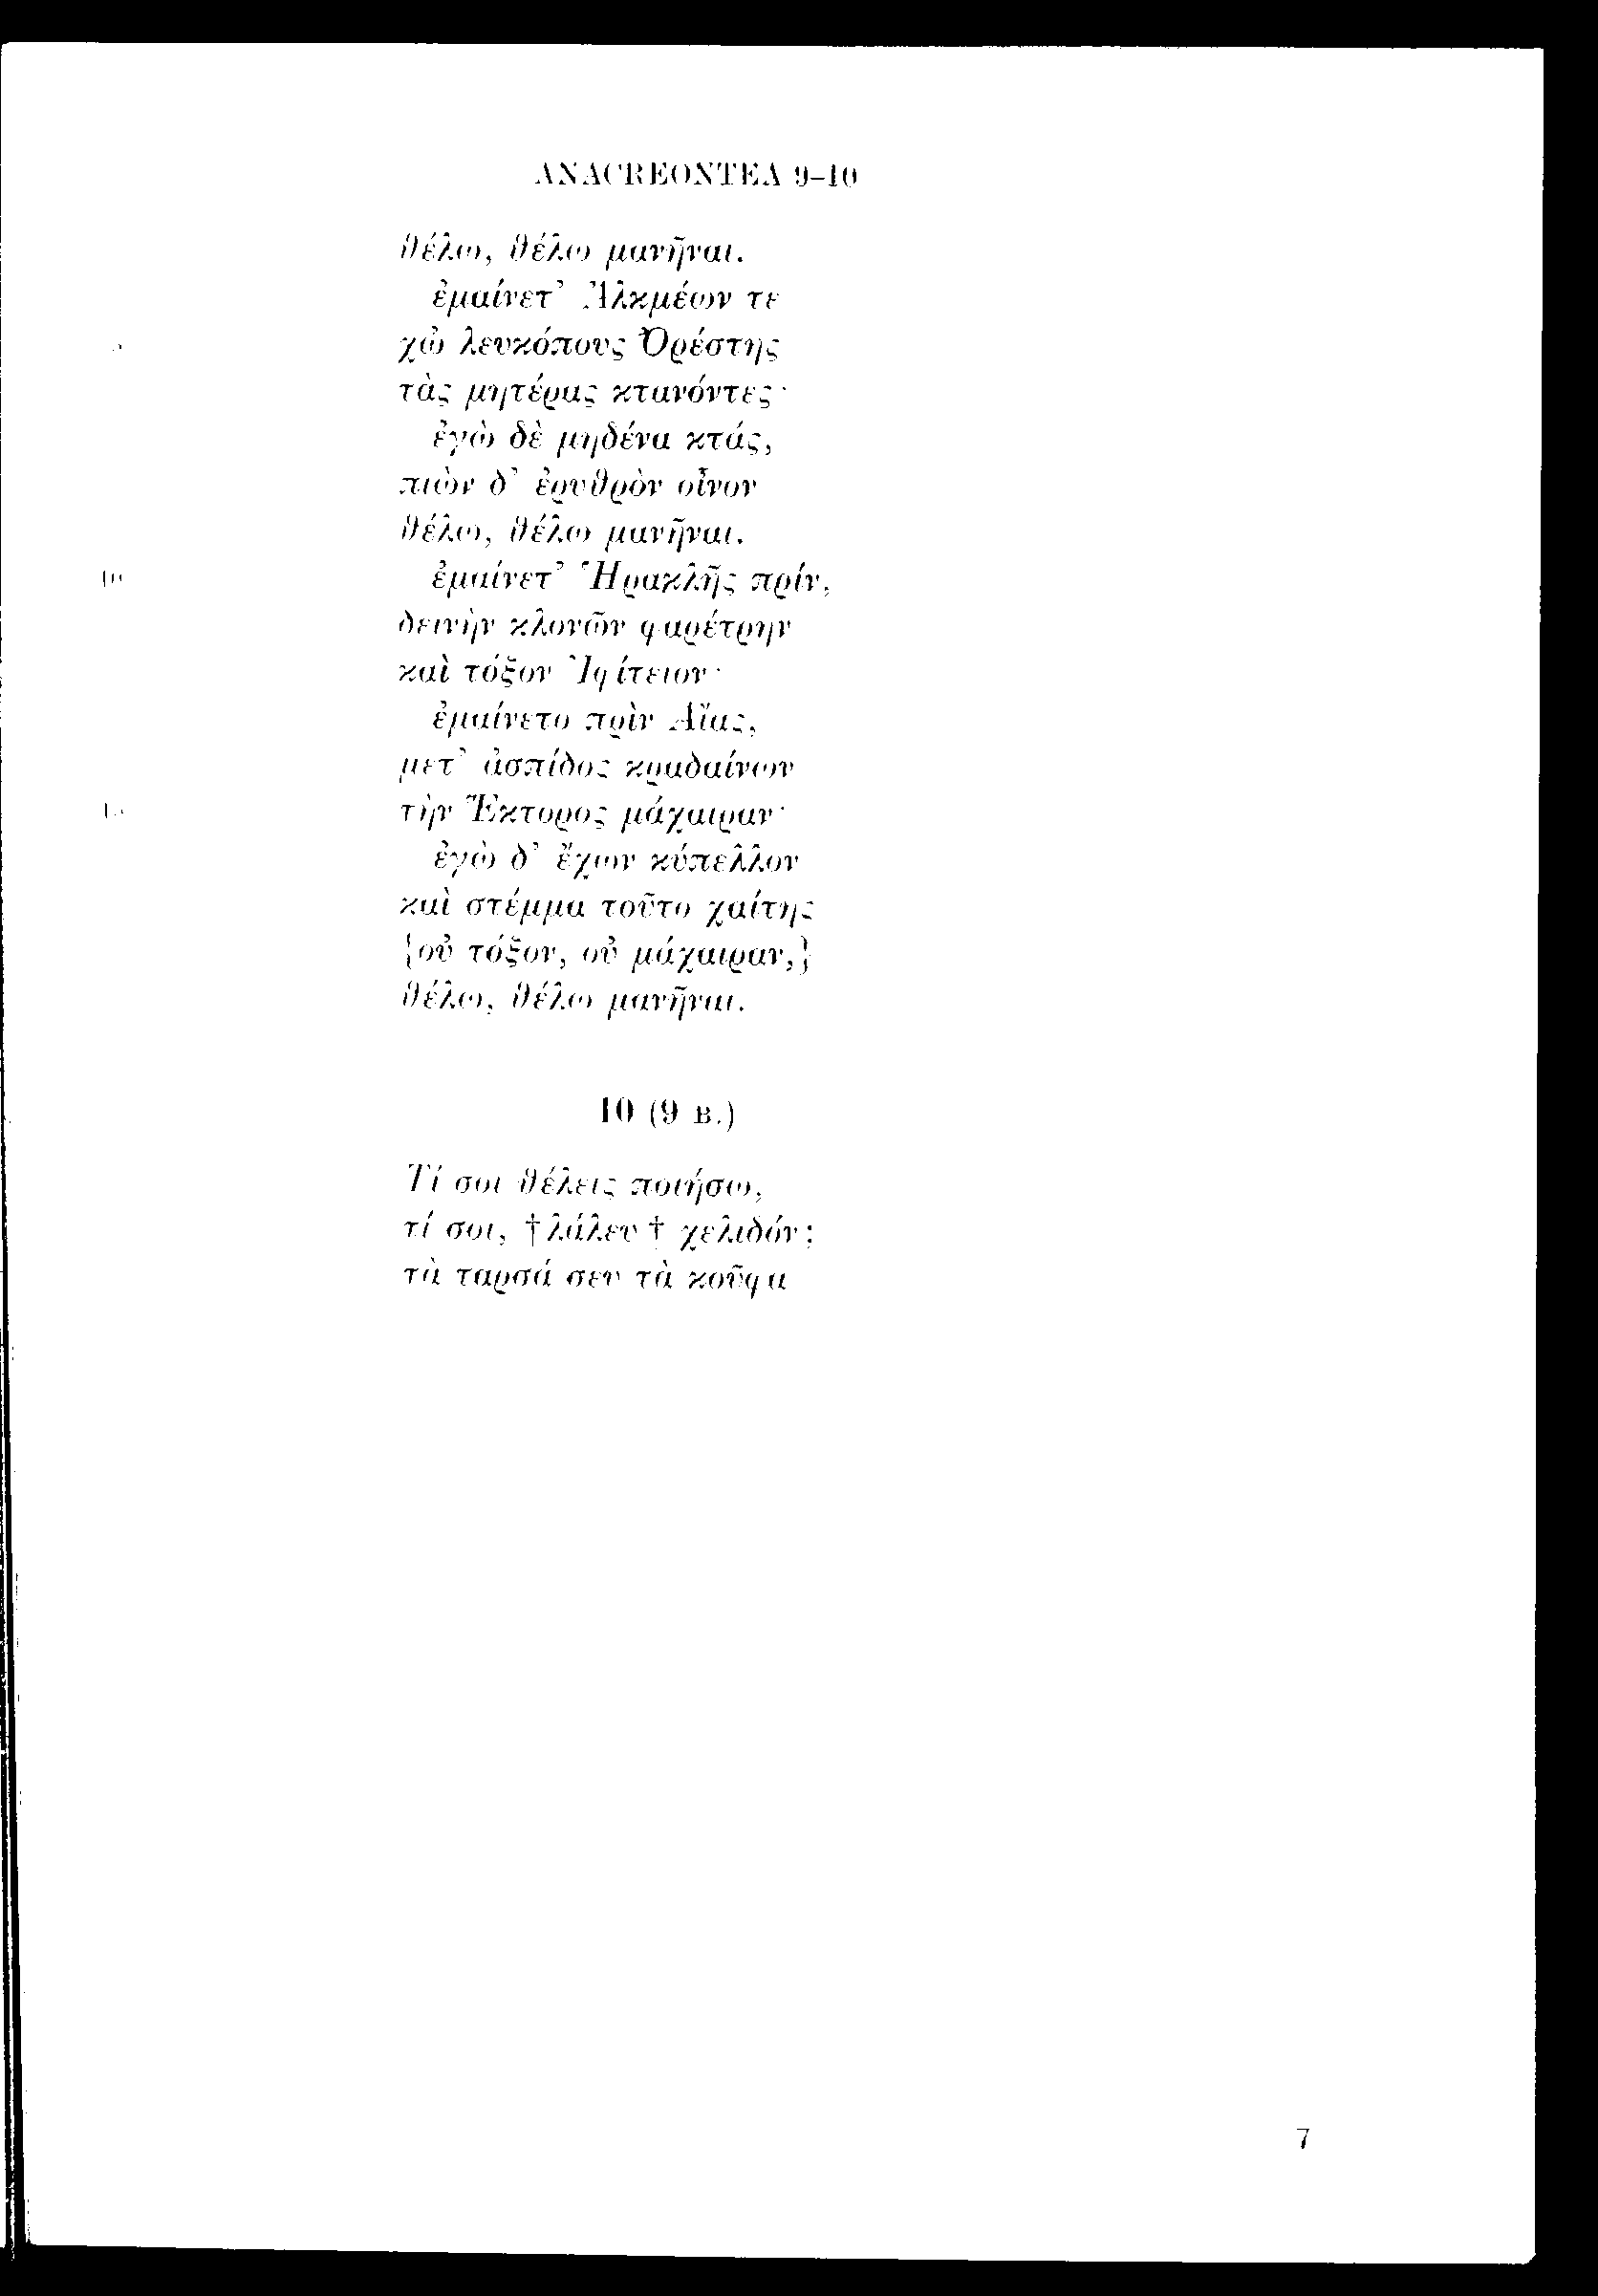 ANACREONTEA 9–10
θέλω, θέλω μανῆναι.
ἐμαίνετ’ Ἀλκμέων τε
5 χὠ λευκόπους Ὀρέστης
τὰς μητέρας κτανόντες·
ἐγὼ δὲ μηδένα κτάς,
πιὼν δ’ ἐρυθρὸν οἶνον
θέλω, θέλω μανῆναι.
10 ἐμαίνετ’ Ἡρακλῆς πρίν,
δεινὴν κλονῶν φαρέτρην
καὶ τόξον Ἰφίτειον·
ἐμαίνετο πρὶν Αἴας,
μετ’ ἀσπίδος κραδαίνων
15 τὴν Ἕκτορος μάχαιραν·
ἐγὼ δ’ ἔχων κύπελλον
καὶ στέμμα τοῦτο χαίτης
{οὐ τόξον, οὐ μάχαιραν,}
θέλω, θέλω μανῆναι.
10 (9 B.)
Τί σοι θέλεις ποιήσω,
τί σοι, †λάλευ† χελιδόν;
τὰ ταρσά σευ τὰ κοῦφα
7